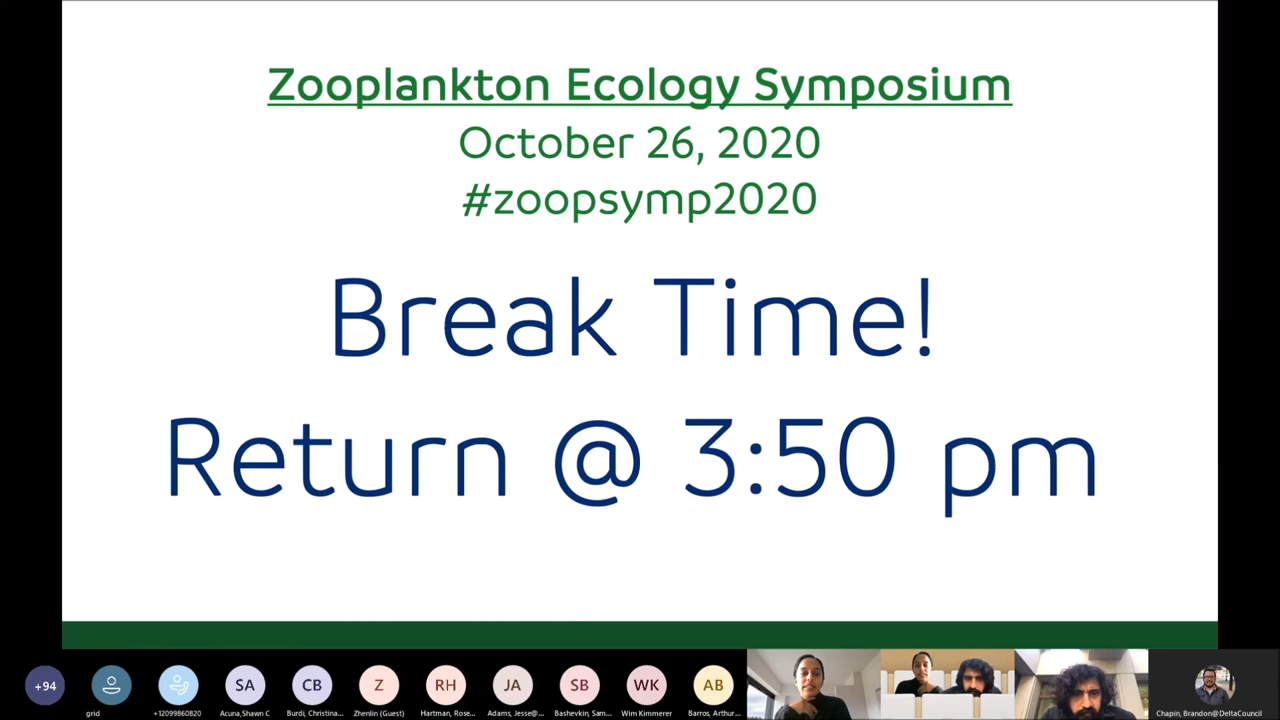 Zooplankton Ecology Symposium
October 26, 2020
#zoopsymp2020
Break Time!
Return @ 3:50 pm
+94
SA
CB
Z
RH
JA
SB
WK
AB
grid
+12099860820
Acuna,Shawn C
Burdi, Christina...
Zhenlin (Guest)
Hartman, Rose...
Adams, Jesse@...
Bashevkin, Sam...
Wim Kimmerer
Barros, Arthur...
Chapin, Brandon@DeltaCouncil